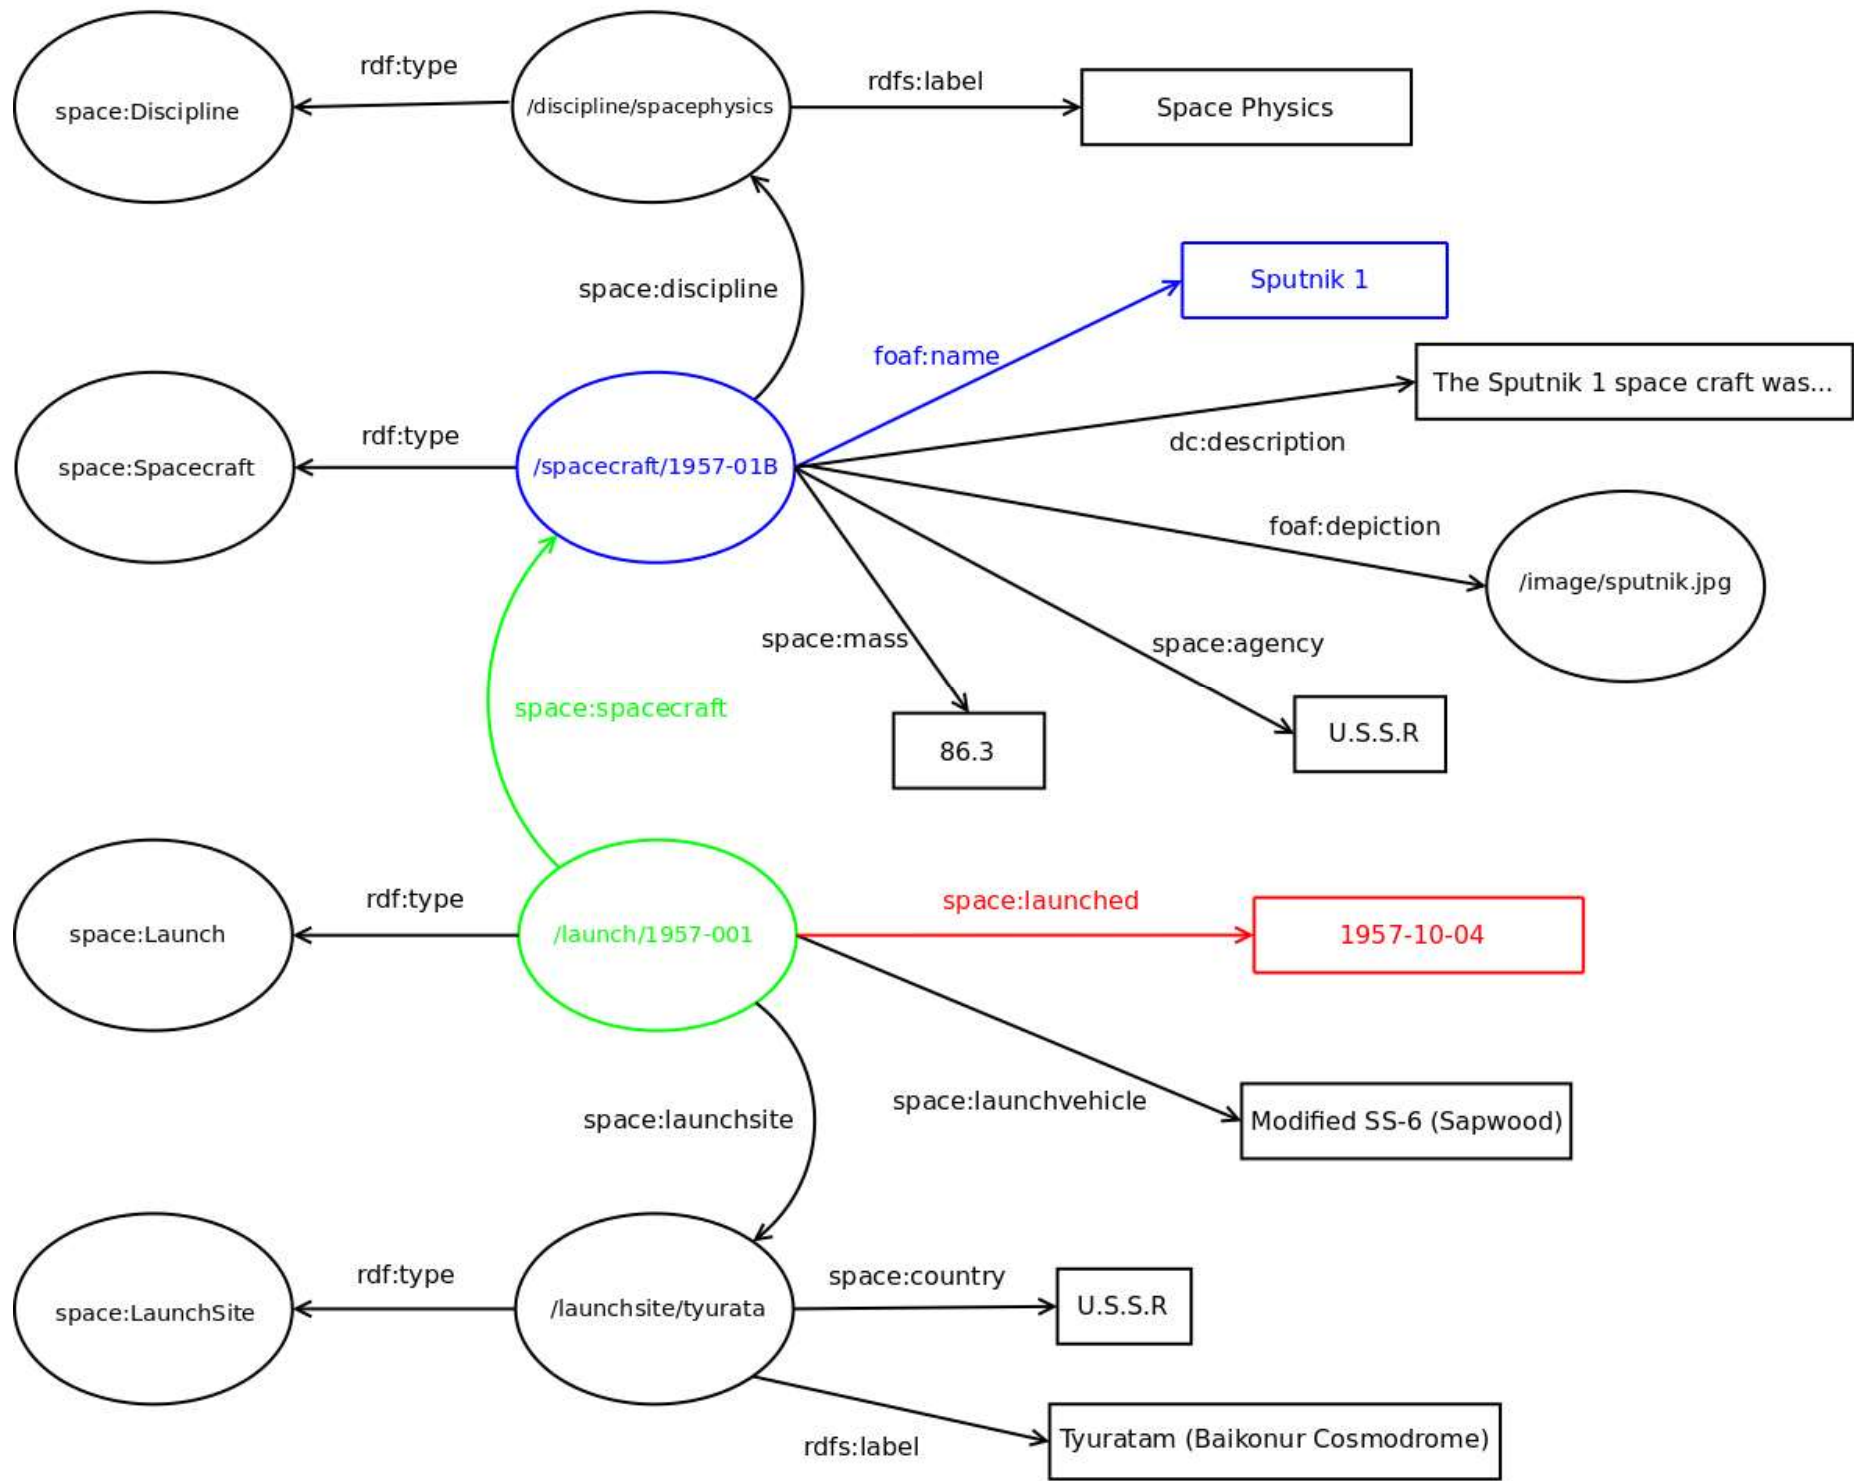 rdf:type
rdfs:label
space:Discipline
/discipline/spacephysics
Space Physics
space:discipline
Sputnik 1
foaf:name
The Sputnik 1 space craft was...
dc:description
rdf:type
space:Spacecraft
/spacecraft/1957-01B
foaf:depiction
/image/sputnik.jpg
space:mass
space:agency
space:spacecraft
86.3
U.S.S.R
rdf:type
space:launched
space:Launch
/launch/1957-001
1957-10-04
space:launchsite
space:launchvehicle
Modified SS-6 (Sapwood)
rdf:type
space:country
space:LaunchSite
/launchsite/tyurata
U.S.S.R
rdfs:label
Tyuratam (Baikonur Cosmodrome)